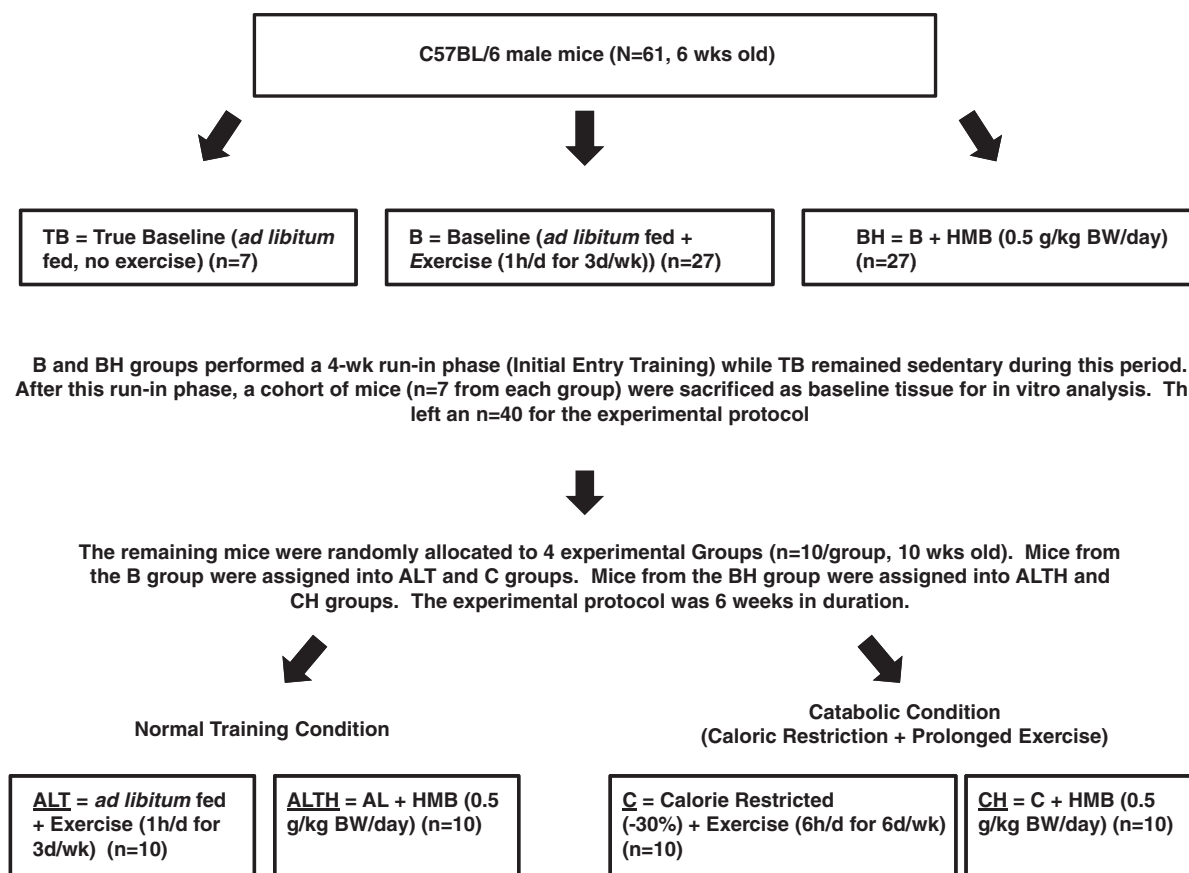 C57BL/6 male mice (N=61, 6 wks old)
TB = True Baseline (ad libitum
fed, no exercise) (n=7)
B = Baseline (ad libitum fed +
Exercise (1h/d for 3d/wk)) (n=27)
BH = B + HMB (0.5 g/kg BW/day)
(n=27)
B and BH groups performed a 4-wk run-in phase (Initial Entry Training) while TB remained sedentary during this period.
After this run-in phase, a cohort of mice (n=7 from each group) were sacrificed as baseline tissue for in vitro analysis. Th
left an n=40 for the experimental protocol
The remaining mice were randomly allocated to 4 experimental Groups (n=10/group, 10 wks old). Mice from
the B group were assigned into ALT and C groups. Mice from the BH group were assigned into ALTH and
CH groups. The experimental protocol was 6 weeks in duration.
Normal Training Condition
Catabolic Condition
(Caloric Restriction + Prolonged Exercise)
ALT = ad libitum fed
+ Exercise (1h/d for
3d/wk) (n=10)
ALTH = AL + HMB (0.5
g/kg BW/day) (n=10)
C = Calorie Restricted
(-30%) + Exercise (6h/d for 6d/wk)
(n=10)
CH = C + HMB (0.5
g/kg BW/day) (n=10)